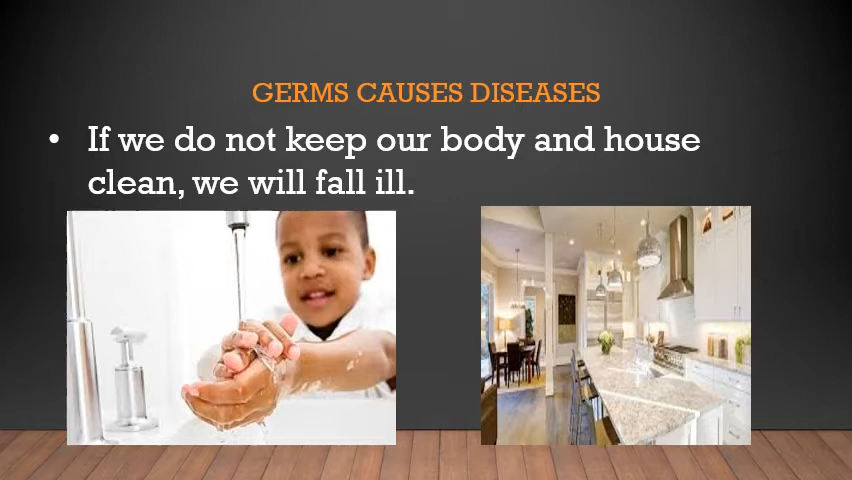 GERMS CAUSES DISEASES
• If we do not keep our body and house
clean, we will fall ill.